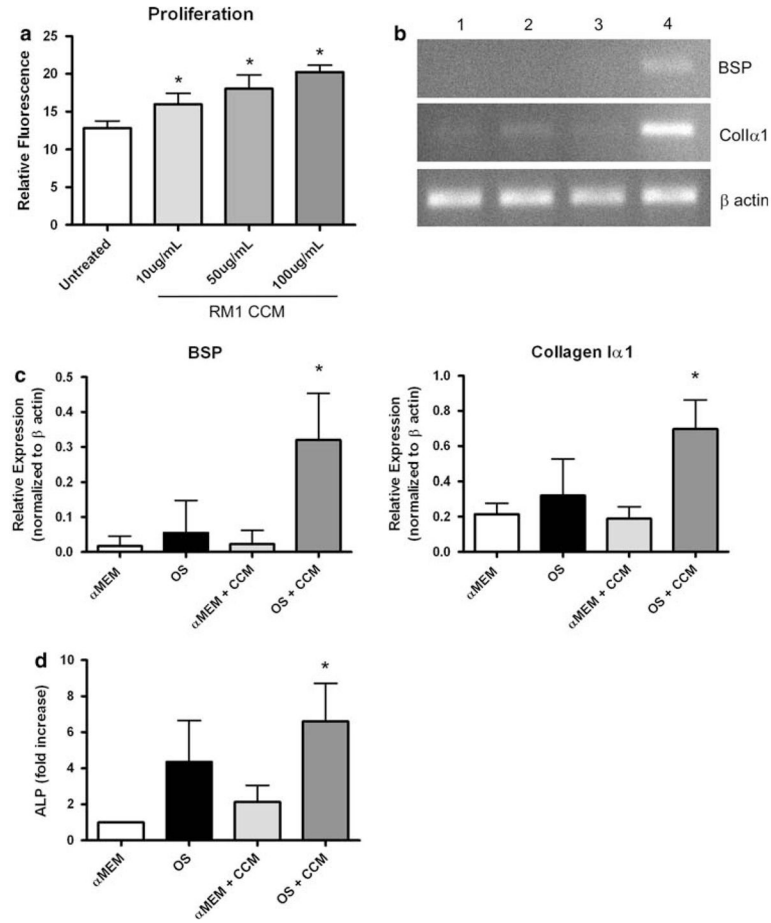 a
Proliferation
Relative Fluorescence
25
20
15
10
5
0
* * *
Untreated
10ug/mL
50ug/mL
100ug/mL
RM1 CCM
b
1 2 3 4
BSP
CollIα1
β actin
c
BSP
Relative Expression
(normalized to β actin)
0.5
0.4
0.3
0.2
0.1
0.0
*
αMEM
OS
αMEM + CCM
OS + CCM
Collagen Iα1
Relative Expression
(normalized to β actin)
1.0
0.8
0.6
0.4
0.2
0.0
*
αMEM
OS
αMEM + CCM
OS + CCM
d
ALP (fold increase)
10
8
6
4
2
0
*
αMEM
OS
αMEM + CCM
OS + CCM